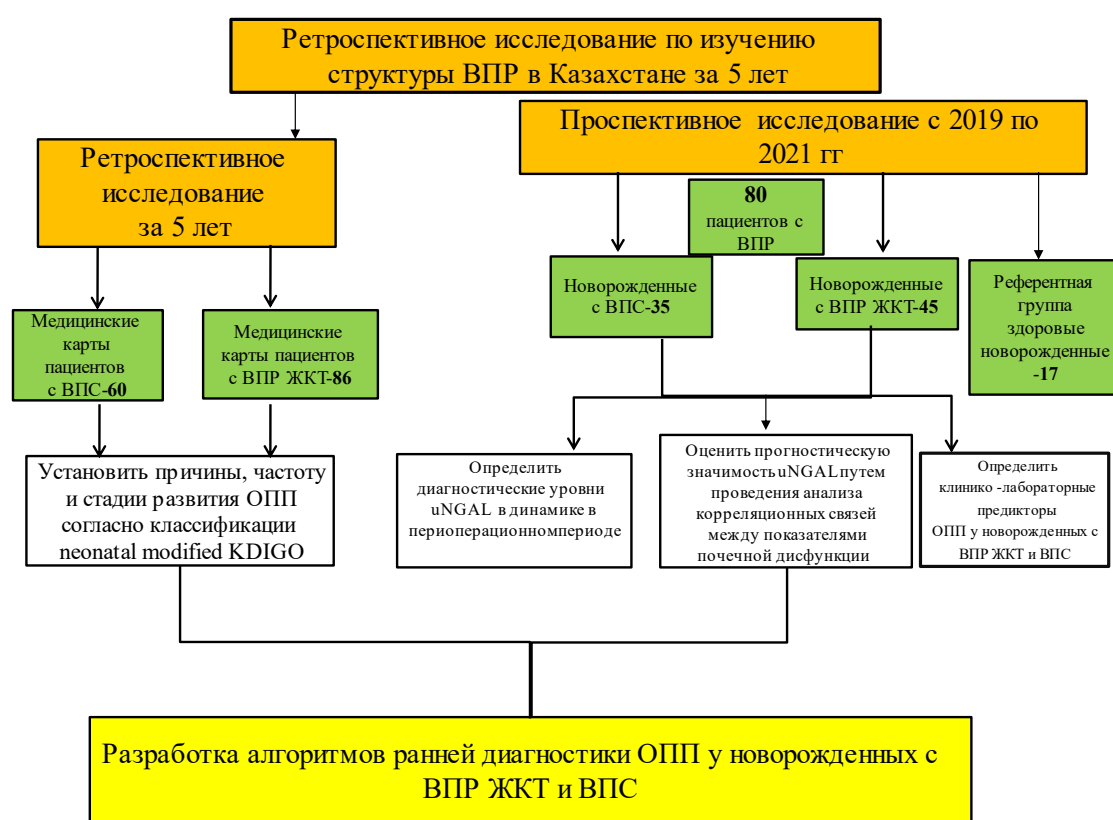 Ретроспективное исследование по изучению
структуры ВПР в Казахстане за 5 лет
Проспективное исследование с 2019 по
2021 гг
Ретроспективное
исследование
за 5 лет
80
пациентов с
ВПР
Медицинские
карты
пациентов
с ВПС-60
Медицинские
карты пациентов
с ВПР ЖКТ-86
Новорожденные
с ВПС-35
Новорожденные
с ВПР ЖКТ-45
Референтная
группа
здоровые
новорожденные
-17
Установить причины, частоту
и стадии развития ОПП
согласно классификации
neonatal modified KDIGO
Определить
диагностические уровни
uNGAL в динамике в
периоперационномпериоде
Оценить прогностическую
значимость uNGAL путем
проведения анализа
корреляционных связей
между показателями
почечной дисфункции
Определить
клинико -лабораторные
предикторы
ОПП у новорожденных с
ВПР ЖКТ и ВПС
Разработка алгоритмов ранней диагностики ОПП у новорожденных с
ВПР ЖКТ и ВПС